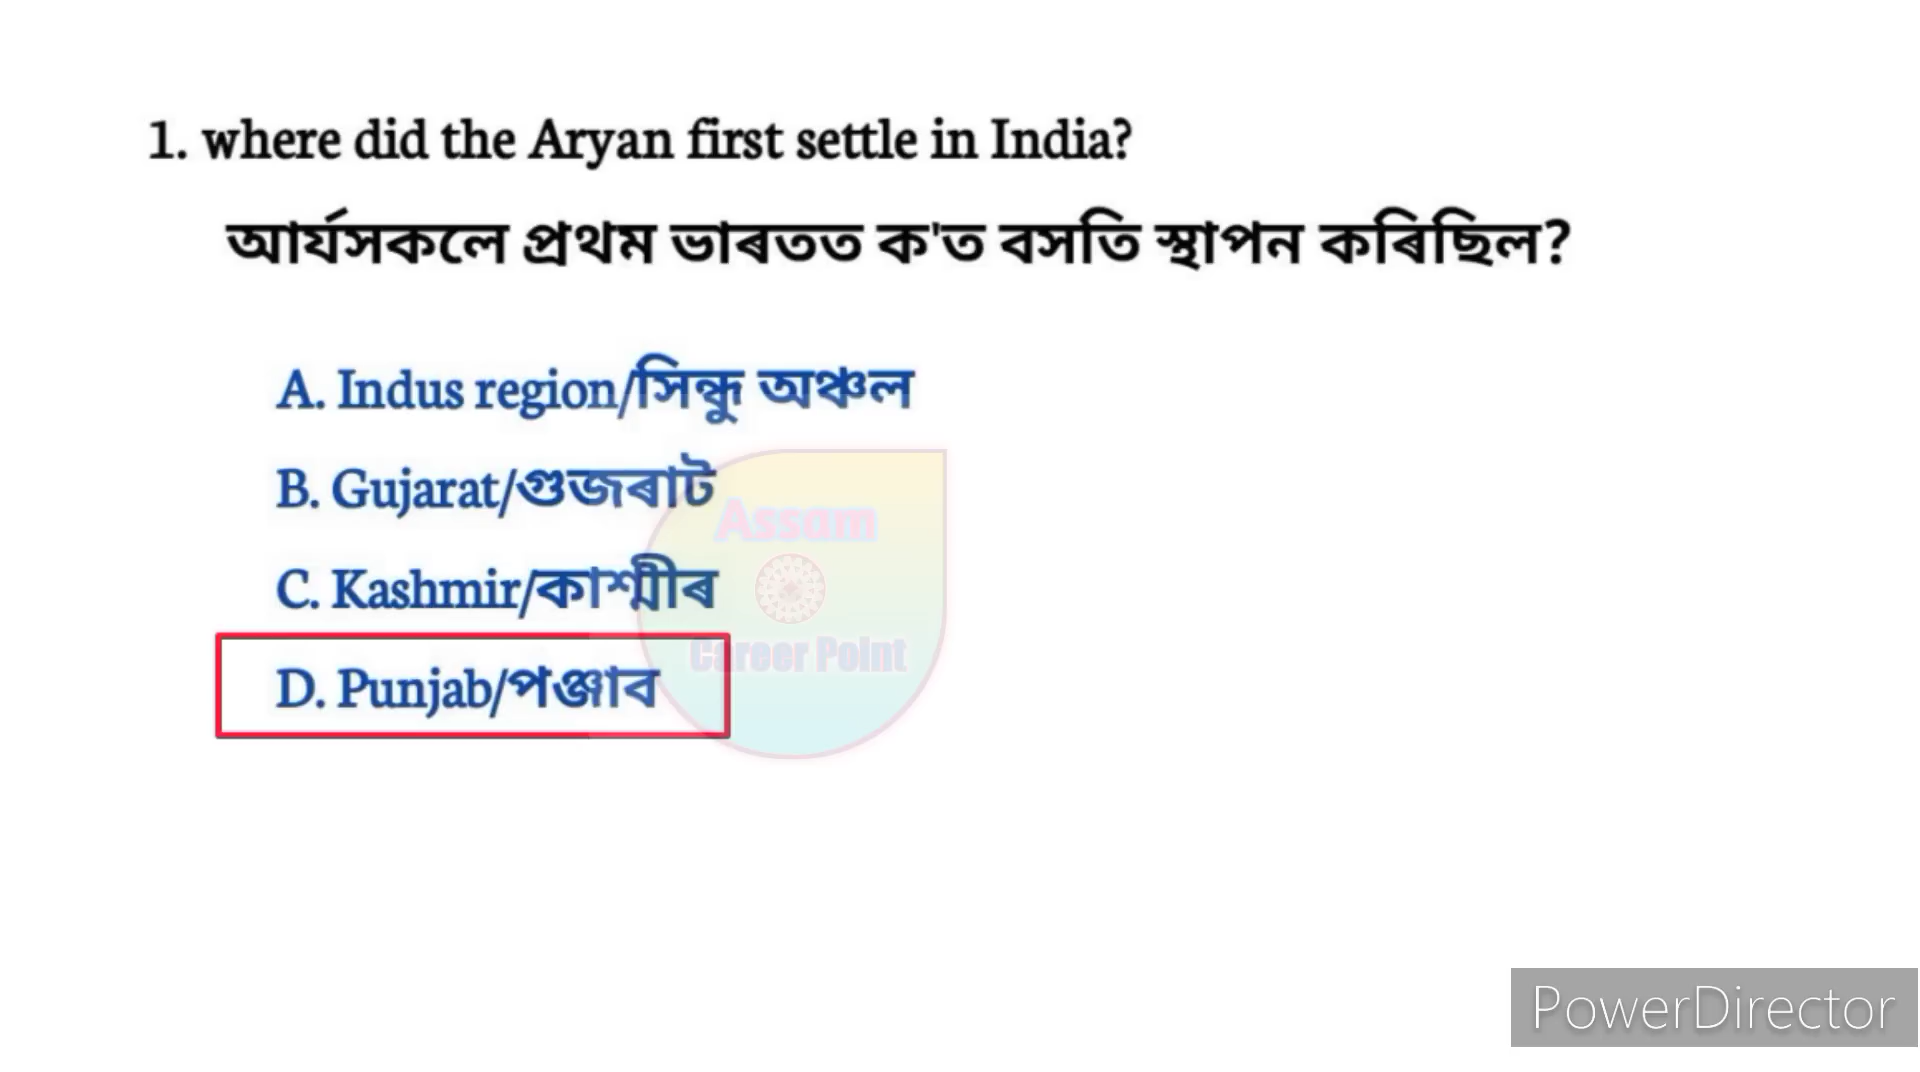 1. where did the Aryan first settle in India?
আৰ্যসকলে প্ৰথম ভাৰতত ক'ত বসতি স্থাপন কৰিছিল?
A. Indus region/সিন্ধু অঞ্চল
B. Gujarat/গুজৰাট
C. Kashmir/কাশ্মীৰ
D. Punjab/পঞ্জাব
Assam
Career Point
PowerDirector